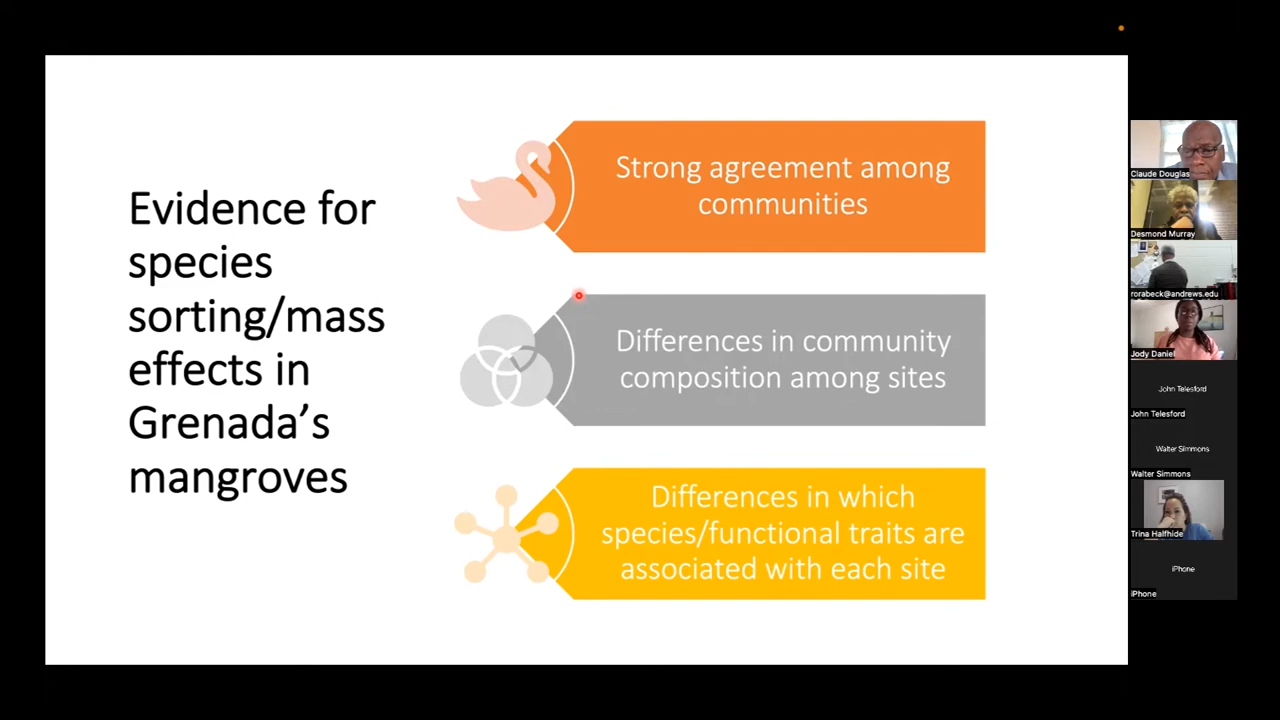 Evidence for
species
sorting/mass
effects in
Grenada's
mangroves
Strong agreement among
communities
Differences in community
composition among sites
Differences in which
species/functional traits are
associated with each site
Claude Douglas
Desmond Murray
rorabeck@andrews.edu
Jody Daniel
John Telesford
John Telesford
Walter Simmons
Walter Simmons
Trina Halfhide
iPhone
iPhone